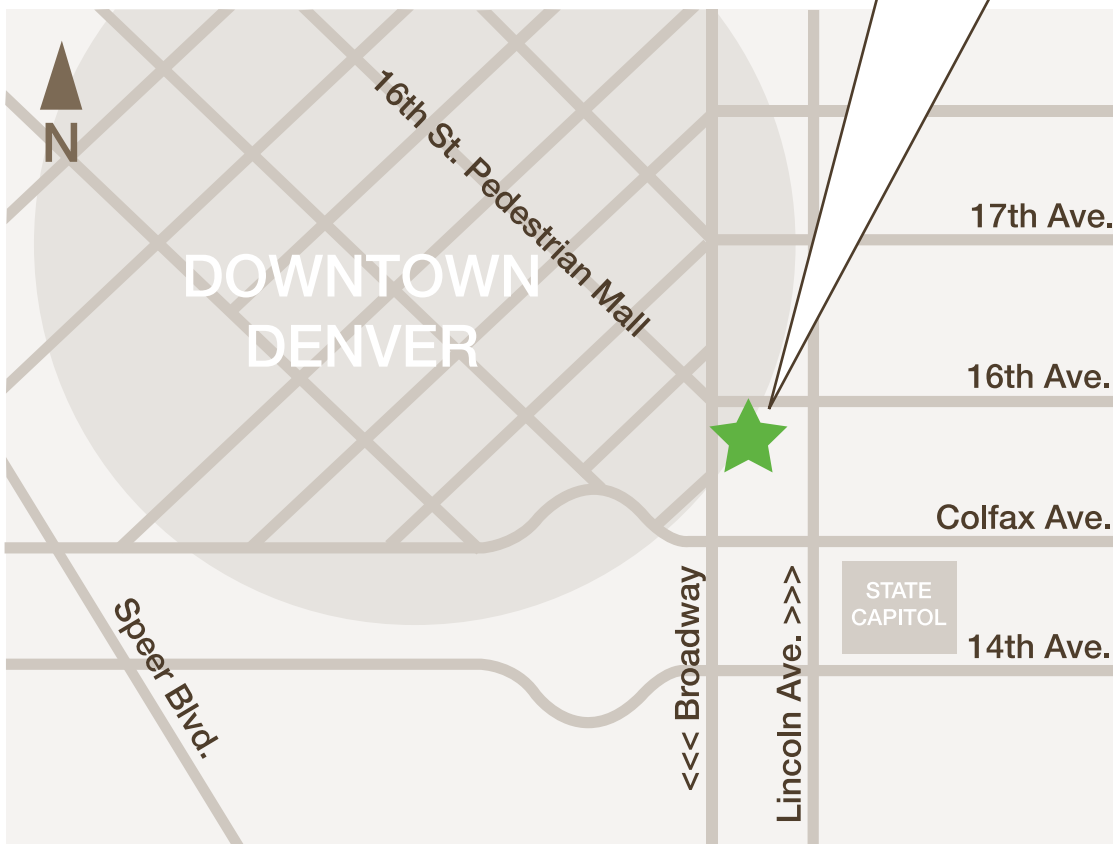 N
16th St. Pedestrian Mall
17th Ave.
DOWNTOWN
DENVER
16th Ave.
Colfax Ave.
STATE
CAPITOL
<<< Broadway
Lincoln Ave. >>>
Speer Blvd.
14th Ave.